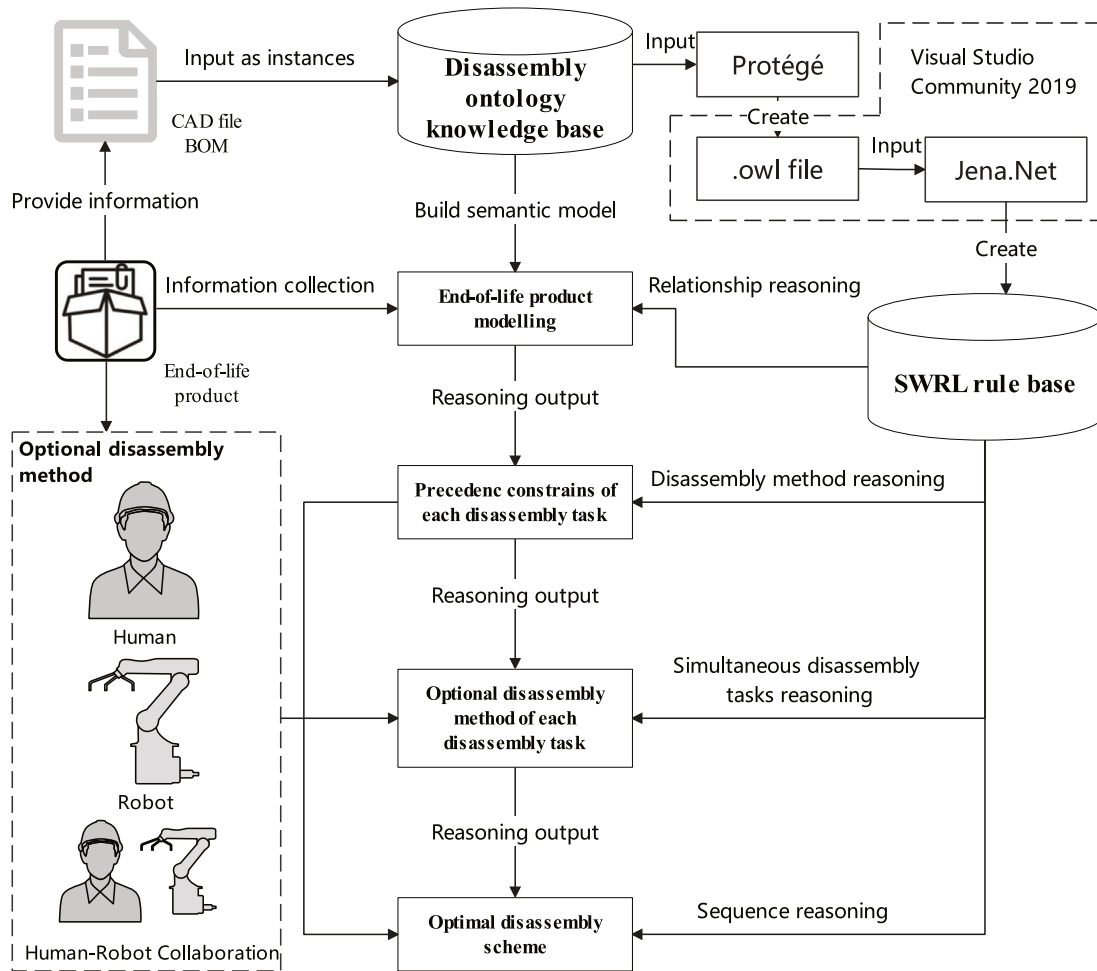 Input as instances
CAD file
BOM
Disassembly
ontology
knowledge base
Input
Protégé
Visual Studio
Community 2019
Create
.owl file
Input
Jena.Net
Provide information
Build semantic model
Create
Information collection
End-of-life product
modelling
Relationship reasoning
End-of-life
product
SWRL rule base
Reasoning output
Optional disassembly
method
Precedenc constrains of
each disassembly task
Disassembly method reasoning
Reasoning output
Human
Optional disassembly
method of each
disassembly task
Simultaneous disassembly
tasks reasoning
Robot
Reasoning output
Optimal disassembly
scheme
Sequence reasoning
Human-Robot Collaboration